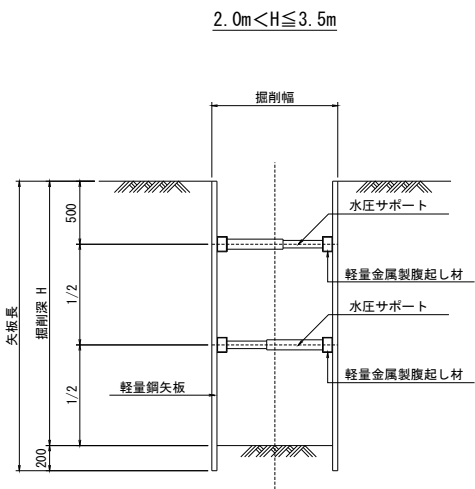 2.0m<H≦3.5m
掘削幅
500
水圧サポート
軽量金属製腹起し材
1/2
矢板長
掘削深 H
水圧サポート
軽量金属製腹起し材
軽量鋼矢板
1/2
200